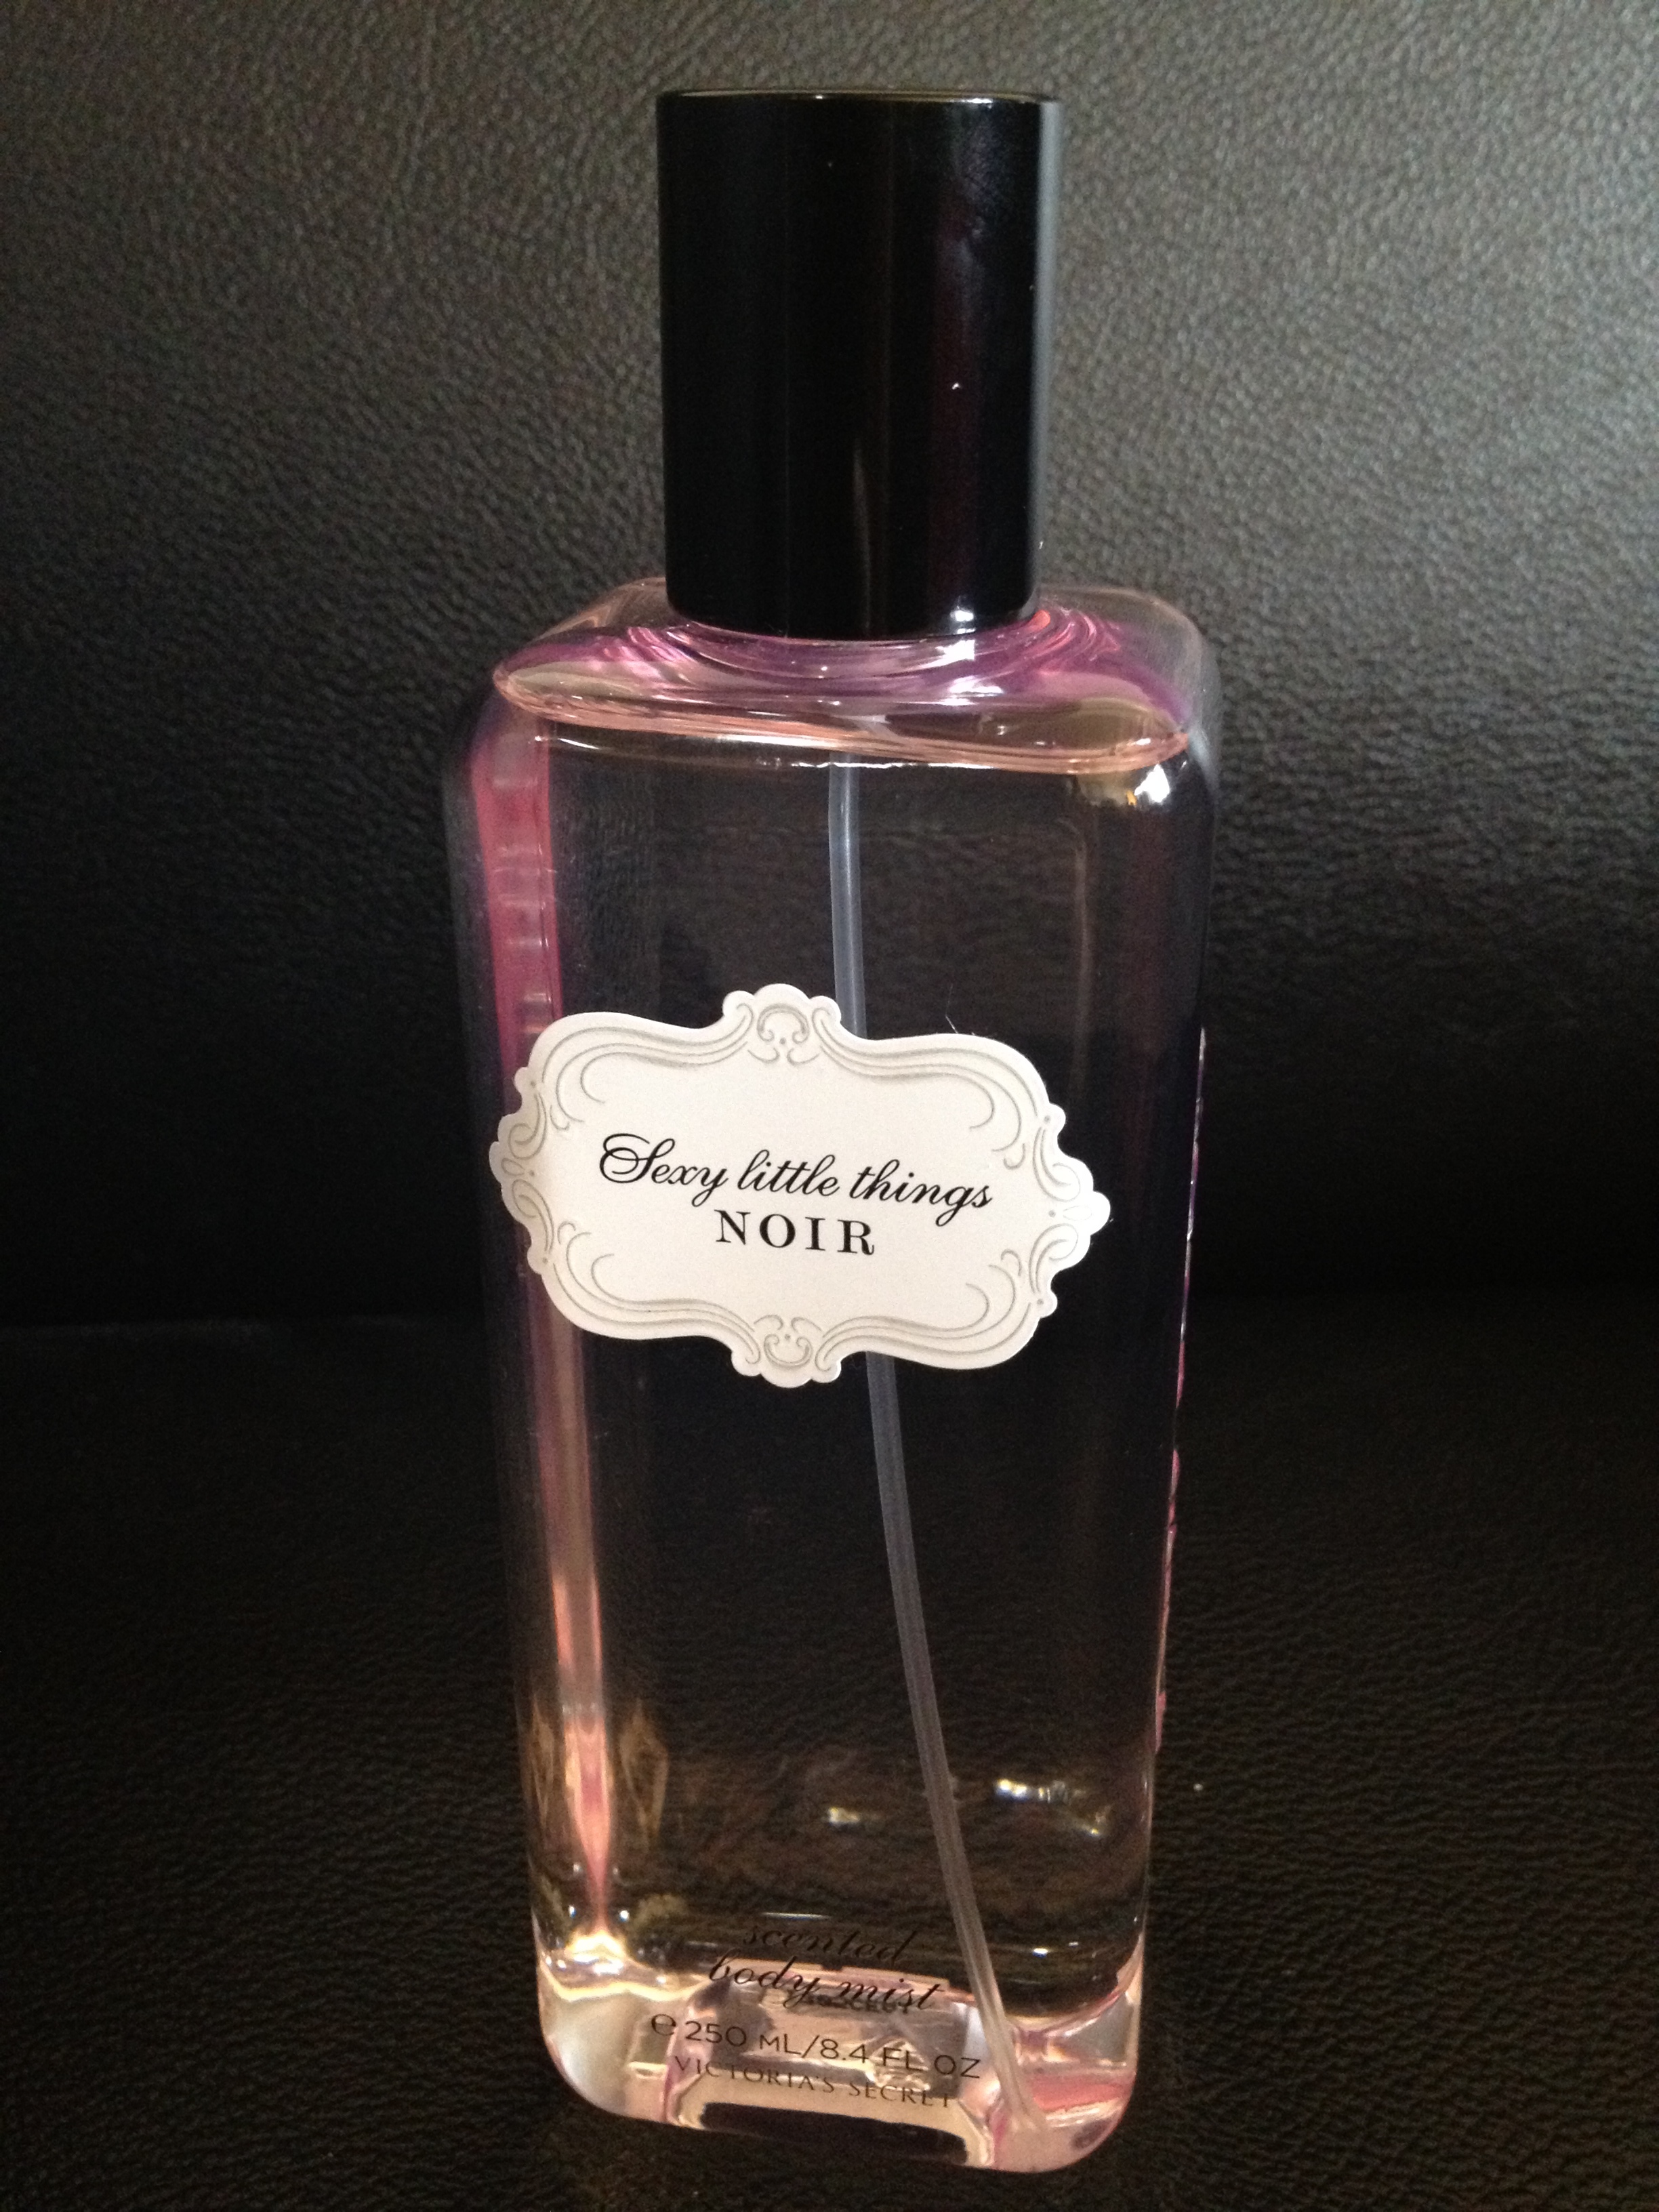 Sexy little things
NOIR
scented
body mist
℮ 250 ML/8.4 FL OZ
VICTORIA'S SECRET